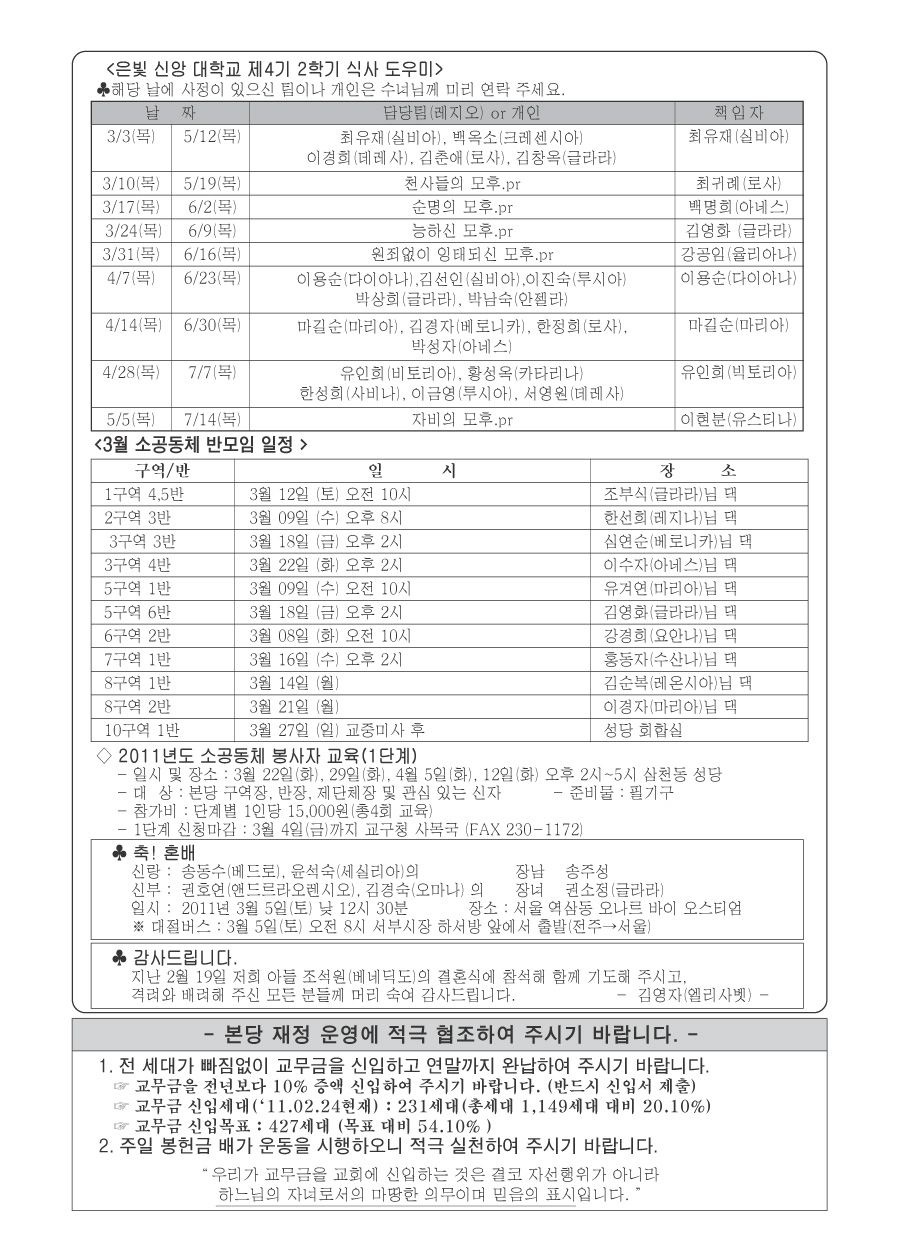 <은빛 신앙 대학교 제4기 2학기 식사 도우미>
♣해당 날에 사정이 있으신 팀이나 개인은 수녀님께 미리 연락 주세요.
날 짜 담당팀(레지오) or 개인 책임자
3/3(목) 5/12(목) 최유재(실비아), 백옥소(크레센시아) 최유재(실비아)
이경희(데레사), 김춘애(로사), 김창옥(글라라)
3/10(목) 5/19(목) 천사들의 모후.pr 최귀례(로사)
3/17(목) 6/2(목) 순명의 모후.pr 백명희(아네스)
3/24(목) 6/9(목) 능하신 모후.pr 김영화 (글라라)
3/31(목) 6/16(목) 원죄없이 잉태되신 모후.pr 강공임(율리아나)
4/7(목) 6/23(목) 이용순(다이아나),김선인(실비아),이진숙(루시아) 이용순(다이아나)
박상희(글라라), 박남숙(안젤라)
4/14(목) 6/30(목) 마길순(마리아), 김경자(베로니카), 한정희(로사), 마길순(마리아)
박성자(아네스)
4/28(목) 7/7(목) 유인희(비토리아), 황성옥(카타리나) 유인희(빅토리아)
한성희(사비나), 이금영(루시아), 서영원(데레사)
5/5(목) 7/14(목) 자비의 모후.pr 이현분(유스티나)
<3월 소공동체 반모임 일정 >
구역/반 일 시 장 소
1구역 4,5반 3월 12일 (토) 오전 10시 조부식(글라라)님 댁
2구역 3반 3월 09일 (수) 오후 8시 한선희(레지나)님 댁
3구역 3반 3월 18일 (금) 오후 2시 심연순(베로니카)님 댁
3구역 4반 3월 22일 (화) 오후 2시 이수자(아네스)님 댁
5구역 1반 3월 09일 (수) 오전 10시 유겨연(마리아)님 댁
5구역 6반 3월 18일 (금) 오후 2시 김영화(글라라)님 댁
6구역 2반 3월 08일 (화) 오전 10시 강경희(요안나)님 댁
7구역 1반 3월 16일 (수) 오후 2시 홍동자(수산나)님 댁
8구역 1반 3월 14일 (월) 김순복(레온시아)님 댁
8구역 2반 3월 21일 (월) 이경자(마리아)님 댁
10구역 1반 3월 27일 (일) 교중미사 후 성당 회합실
◇ 2011년도 소공동체 봉사자 교육(1단계)
- 일시 및 장소 : 3월 22일(화), 29일(화), 4월 5일(화), 12일(화) 오후 2시~5시 삼천동 성당
- 대 상 : 본당 구역장, 반장, 제단체장 및 관심 있는 신자 - 준비물 : 필기구
- 참가비 : 단계별 1인당 15,000원(총4회 교육)
- 1단계 신청마감 : 3월 4일(금)까지 교구청 사목국 (FAX 230-1172)
♣ 축! 혼배
신랑 : 송동수(베드로), 윤석숙(세실리아)의 장남 송주성
신부 : 권호연(앤드르라오렌시오), 김경숙(오마나) 의 장녀 권소정(글라라)
일시 : 2011년 3월 5일(토) 낮 12시 30분 장소 : 서울 역삼동 오나르 바이 오스티엄
※ 대절버스 : 3월 5일(토) 오전 8시 서부시장 하서방 앞에서 출발(전주→서울)
♣ 감사드립니다.
지난 2월 19일 저희 아들 조석원(베네딕도)의 결혼식에 참석해 함께 기도해 주시고,
격려와 배려해 주신 모든 분들께 머리 숙여 감사드립니다. - 김영자(엘리사벳) -
- 본당 재정 운영에 적극 협조하여 주시기 바랍니다. -
1. 전 세대가 빠짐없이 교무금을 신입하고 연말까지 완납하여 주시기 바랍니다.
☞ 교무금을 전년보다 10% 증액 신입하여 주시기 바랍니다. (반드시 신입서 제출)
☞ 교무금 신입세대(‘11.02.24현재) : 231세대(총세대 1,149세대 대비 20.10%)
☞ 교무금 신입목표 : 427세대 (목표 대비 54.10% )
2. 주일 봉헌금 배가 운동을 시행하오니 적극 실천하여 주시기 바랍니다.
“ 우리가 교무금을 교회에 신입하는 것은 결코 자선행위가 아니라
하느님의 자녀로서의 마땅한 의무이며 믿음의 표시입니다. ”